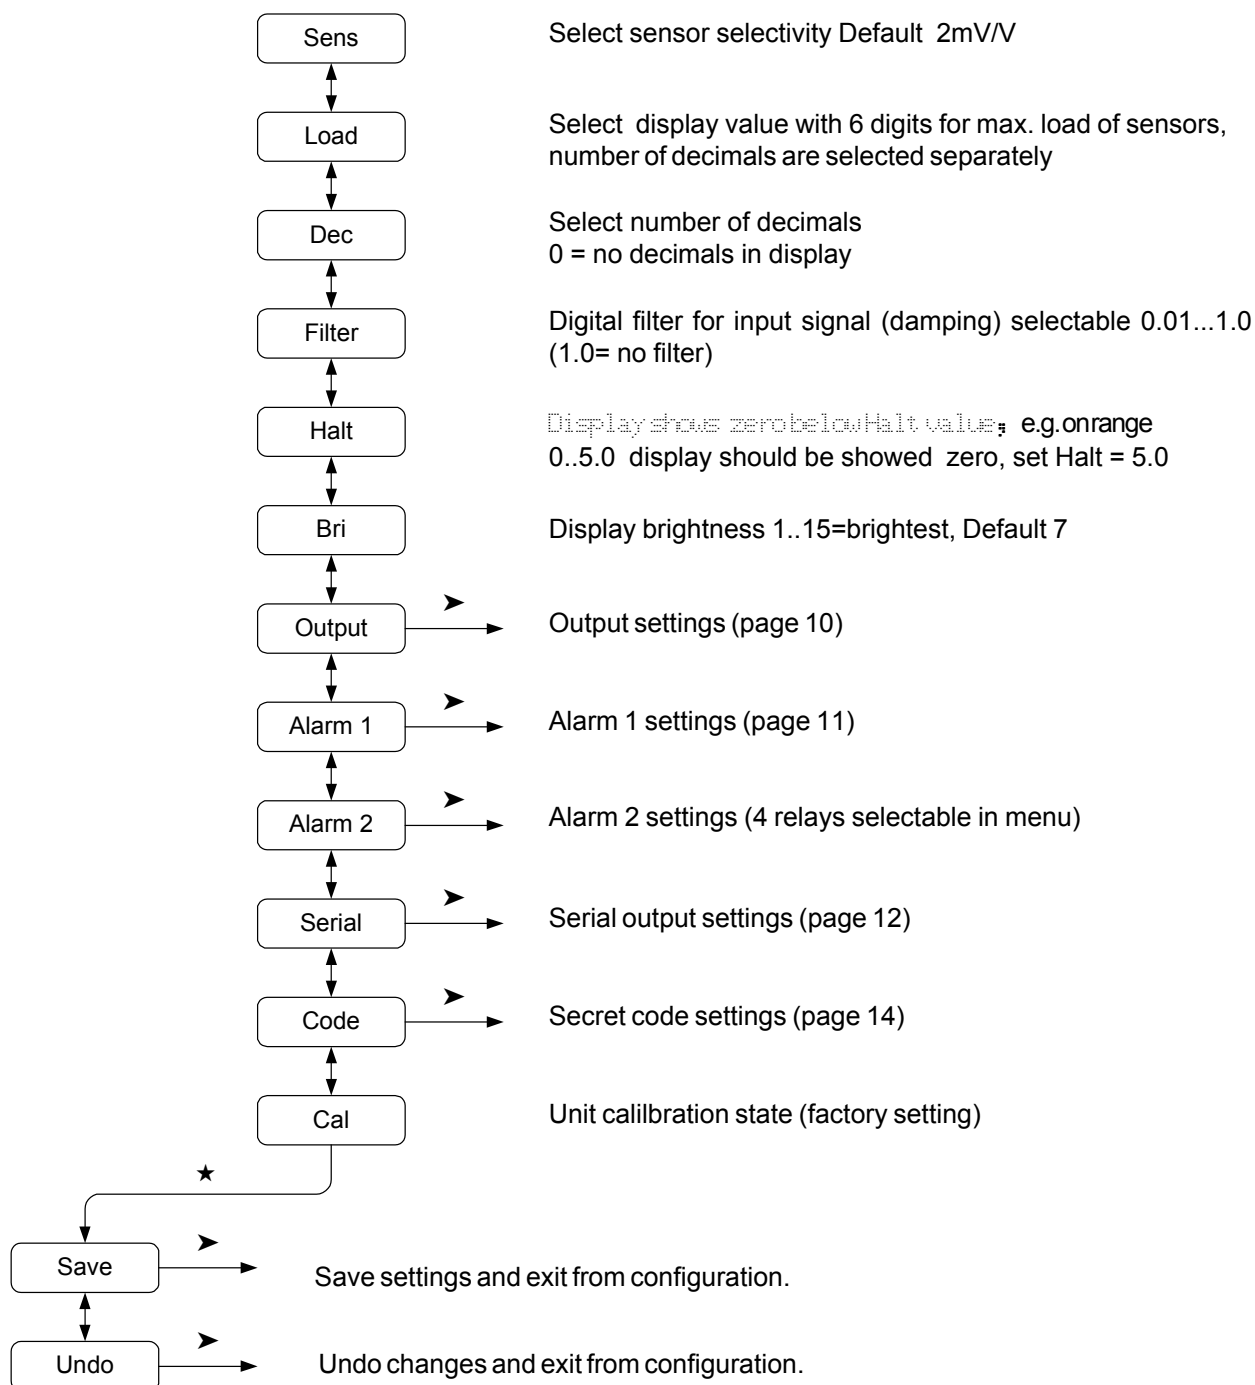 Sens
Select sensor selectivity Default 2mV/V
Load
Select display value with 6 digits for max. load of sensors,
number of decimals are selected separately
Dec
Select number of decimals
0 = no decimals in display
Filter
Digital filter for input signal (damping) selectable 0.01...1.0
(1.0= no filter)
Halt
Display shows zero below Halt value, e.g. on range
0..5.0 display should be showed zero, set Halt = 5.0
Bri
Display brightness 1..15=brightest, Default 7
➤
Output
Output settings (page 10)
➤
Alarm 1
Alarm 1 settings (page 11)
➤
Alarm 2
Alarm 2 settings (4 relays selectable in menu)
➤
Serial
Serial output settings (page 12)
➤
Code
Secret code settings (page 14)
Cal
Unit calilbration state (factory setting)
★
➤
Save
Save settings and exit from configuration.
➤
Undo
Undo changes and exit from configuration.